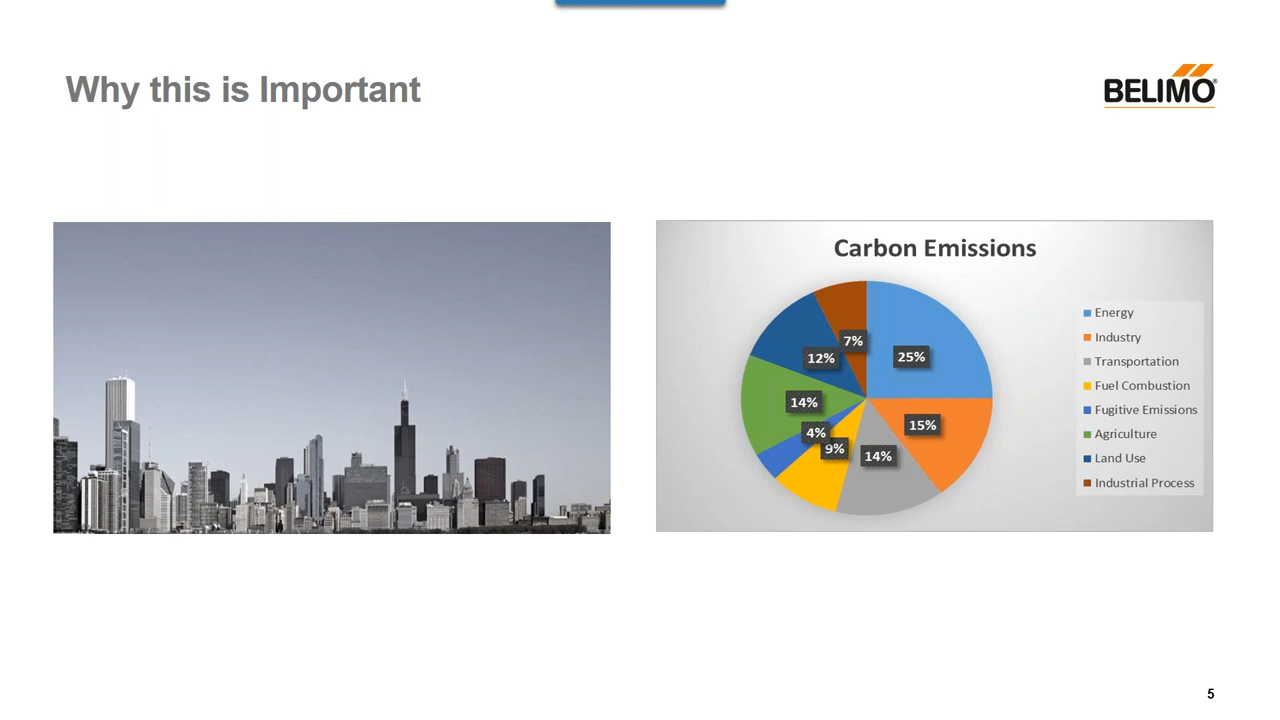 Why this is Important
BELIMO®
Carbon Emissions
7%
12%
25%
14%
15%
4%
9%
14%
Energy
Industry
Transportation
Fuel Combustion
Fugitive Emissions
Agriculture
Land Use
Industrial Process
5